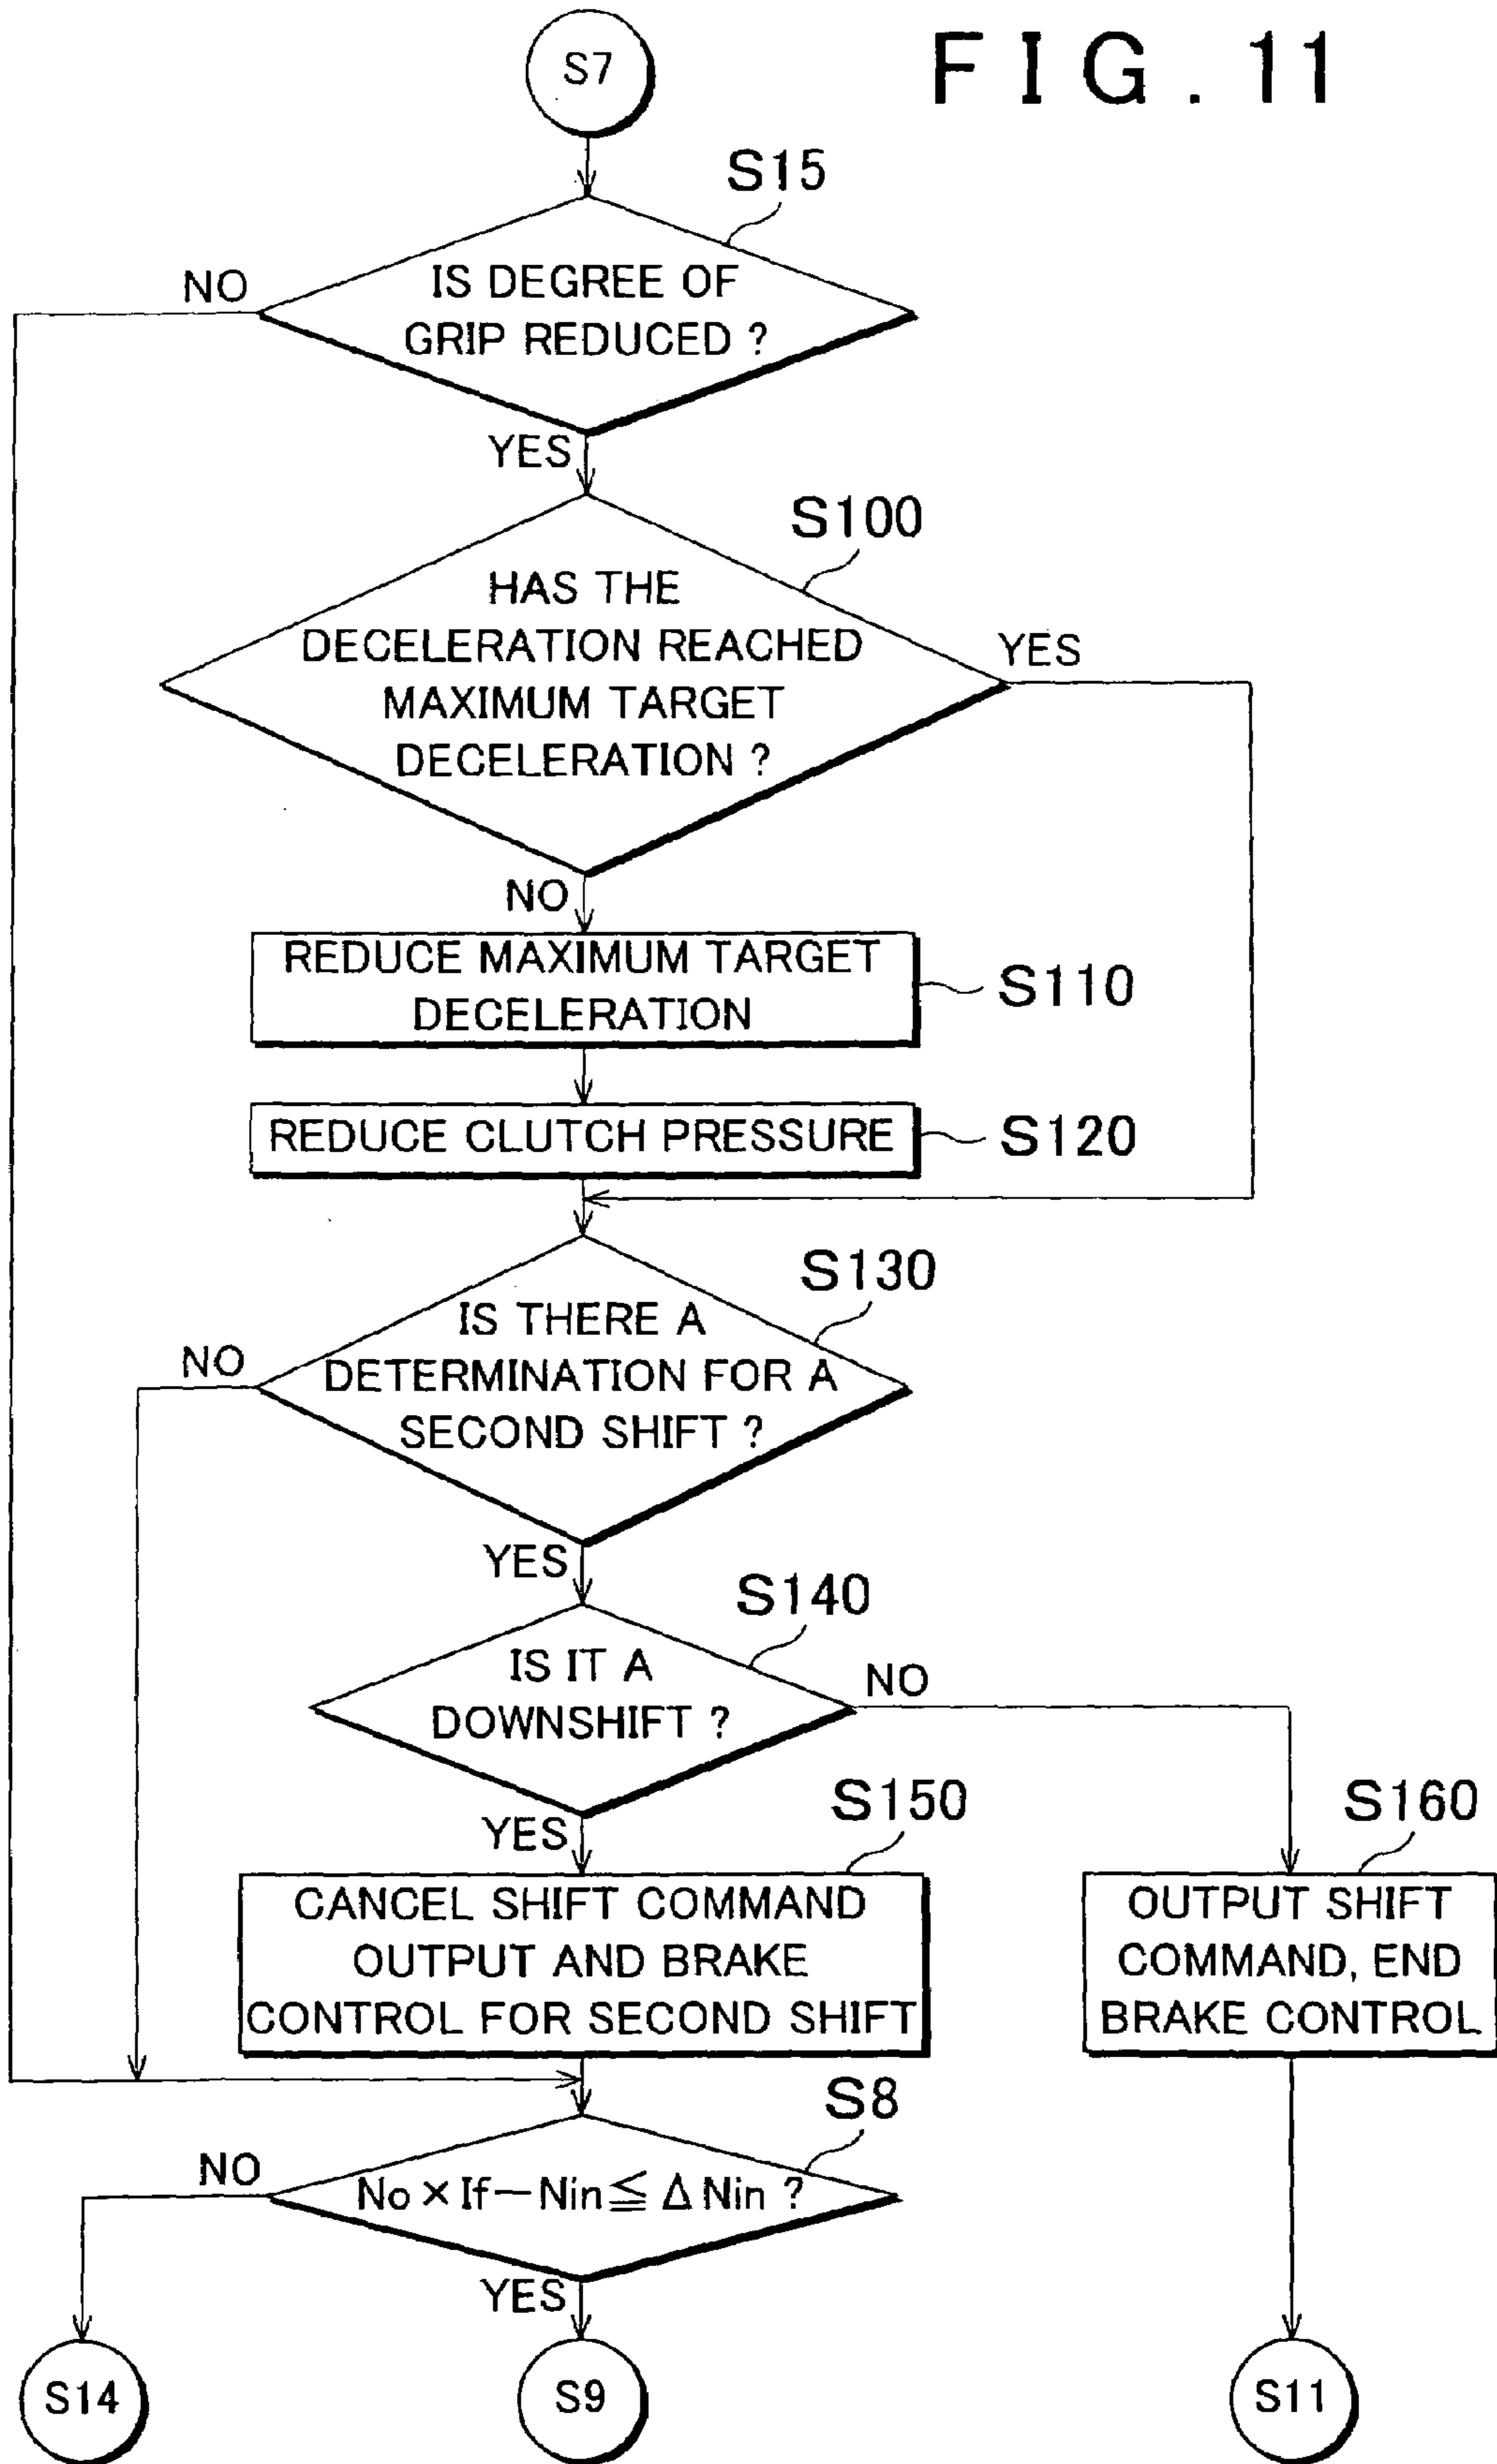 FIG. 11
S7
S15
IS DEGREE OF
GRIP REDUCED ?
NO
YES
S100
HAS THE
DECELERATION REACHED
MAXIMUM TARGET
DECELERATION ?
YES
NO
REDUCE MAXIMUM TARGET
DECELERATION
S110
REDUCE CLUTCH PRESSURE
S120
S130
IS THERE A
DETERMINATION FOR A
SECOND SHIFT ?
NO
YES
S140
IS IT A
DOWNSHIFT ?
NO
YES
S150
CANCEL SHIFT COMMAND
OUTPUT AND BRAKE
CONTROL FOR SECOND SHIFT
S160
OUTPUT SHIFT
COMMAND, END
BRAKE CONTROL
S8
No × If－Nin ≦ Δ Nin ?
NO
YES
S14
S9
S11